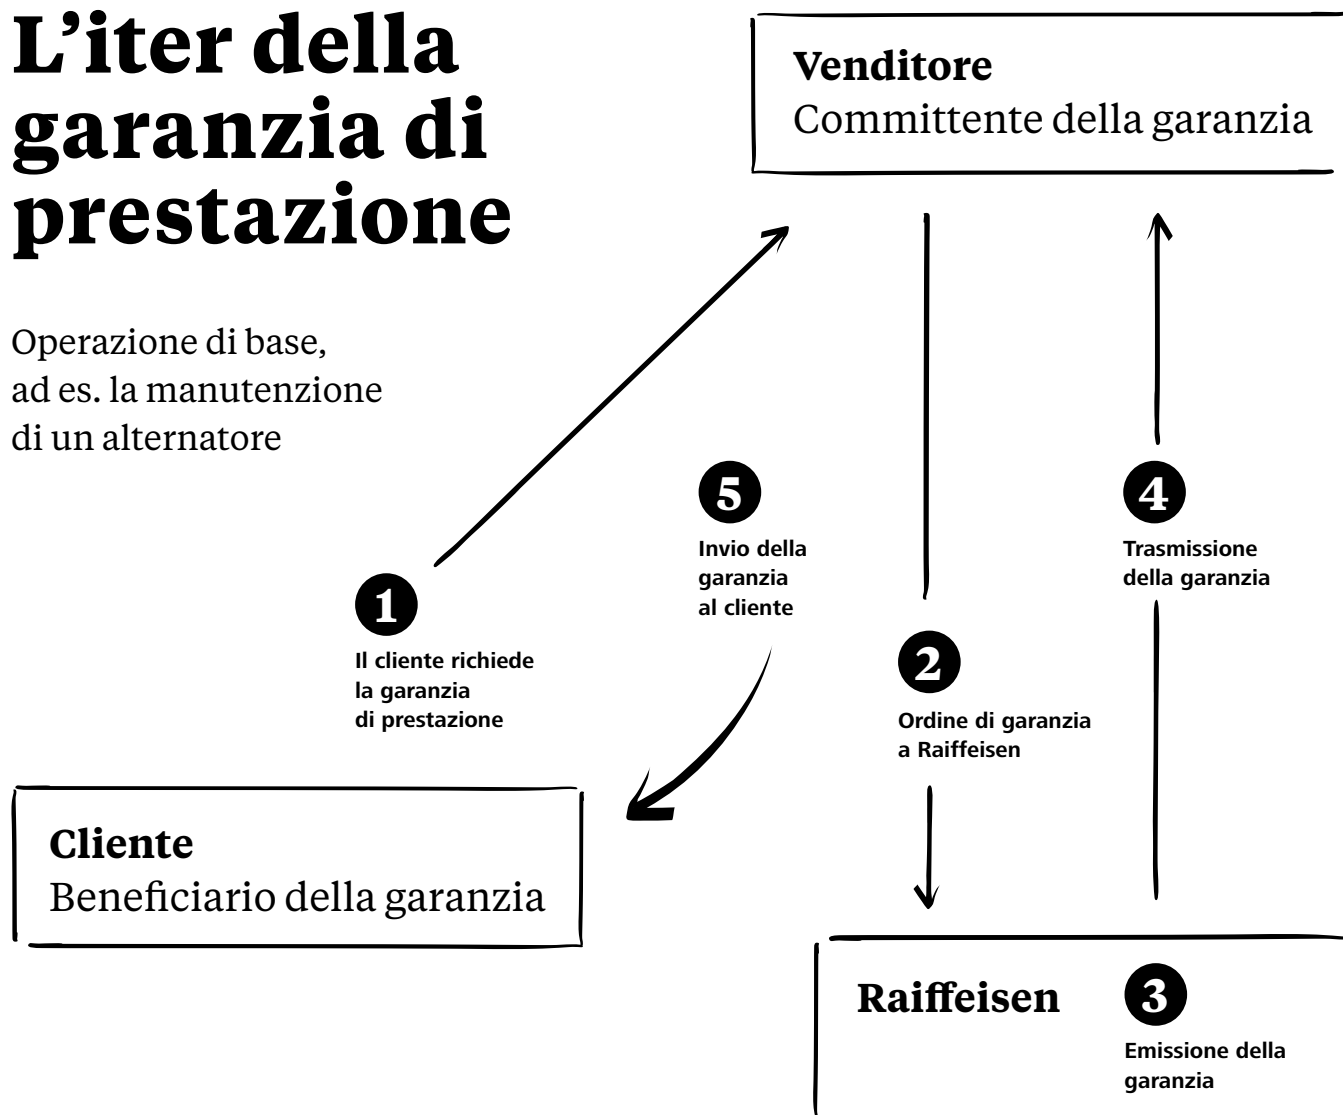 L’iter della
garanzia di
prestazione
Operazione di base,
ad es. la manutenzione
di un alternatore
Venditore
Committente della garanzia
1
Il cliente richiede
la garanzia
di prestazione
5
Invio della
garanzia
al cliente
2
Ordine di garanzia
a Raiffeisen
4
Trasmissione
della garanzia
Cliente
Beneficiario della garanzia
Raiffeisen
3
Emissione della
garanzia